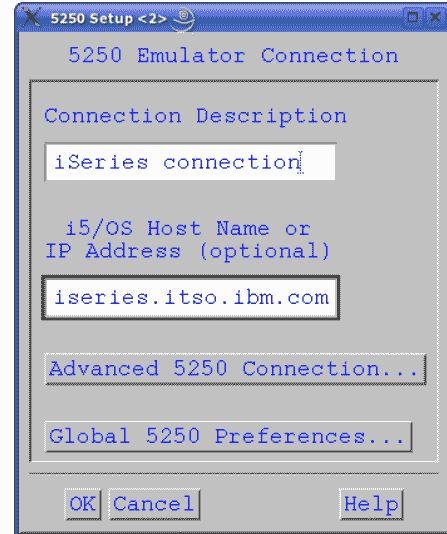 5250 Setup <2>
5250 Emulator Connection
Connection Description
iSeries connection
i5/OS Host Name or
IP Address (optional)
iseries.itso.ibm.com
Advanced 5250 Connection...
Global 5250 Preferences...
OK Cancel Help